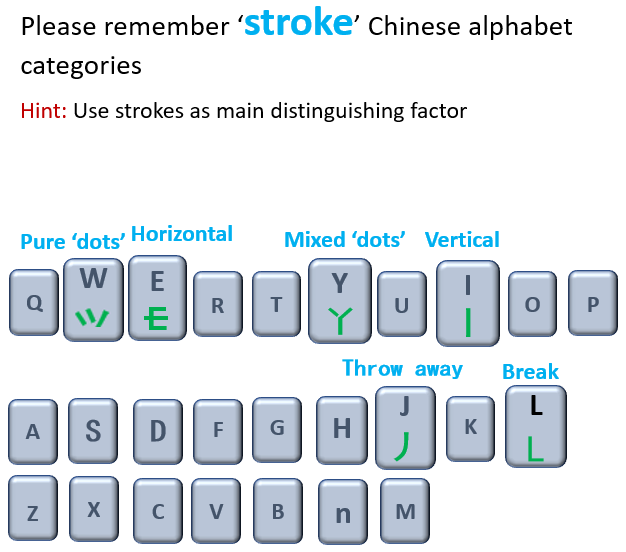 Please remember ‘stroke’ Chinese alphabet
categories
Hint: Use strokes as main distinguishing factor
Pure ‘dots’ Horizontal Mixed ‘dots’ Vertical
Q W E R T Y U I O P
Throw away Break
A S D F G H J K L
Z X C V B n M